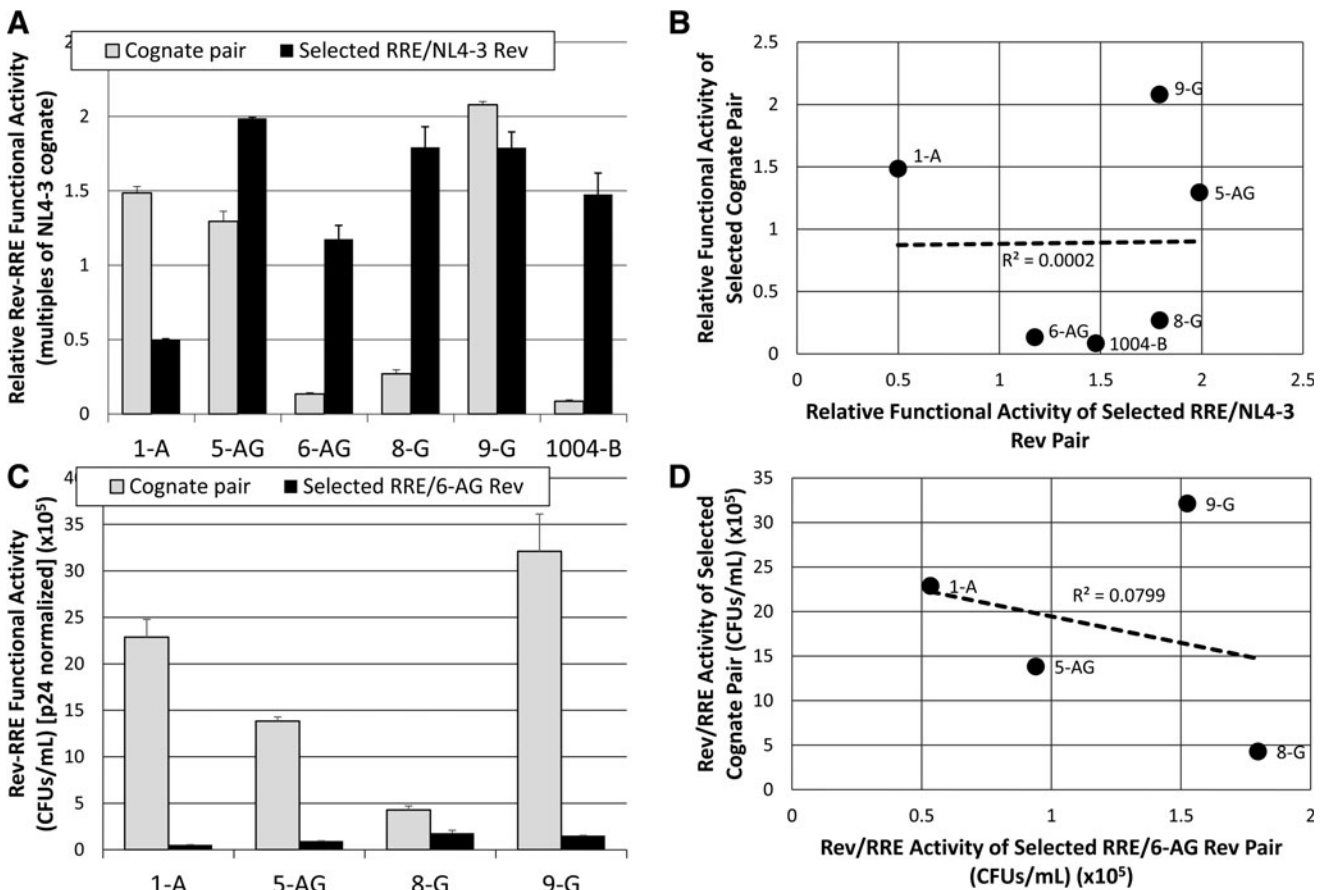 A
Cognate pair
Selected RRE/NL4-3 Rev
Relative Rev-RRE Functional Activity
(multiples of NL4-3 cognate)
2
2
1.5
1
0.5
0
1-A
5-AG
6-AG
8-G
9-G
1004-B
B
Relative Functional Activity of
Selected Cognate Pair
2.5
2
1.5
1
0.5
0
9-G
1-A
5-AG
R² = 0.0002
6-AG
8-G
1004-B
0
0.5
1
1.5
2
2.5
Relative Functional Activity of Selected RRE/NL4-3
Rev Pair
C
Cognate pair
Selected RRE/6-AG Rev
Rev-RRE Functional Activity
(CFUs/mL) [p24 normalized] (x10⁵)
40
35
30
25
20
15
10
5
0
1-A
5-AG
8-G
9-G
D
Rev/RRE Activity of Selected
Cognate Pair (CFUs/mL) (x10⁵)
35
30
25
20
15
10
5
0
9-G
1-A
R² = 0.0799
5-AG
8-G
0
0.5
1
1.5
2
Rev/RRE Activity of Selected RRE/6-AG Rev Pair
(CFUs/mL) (x10⁵)